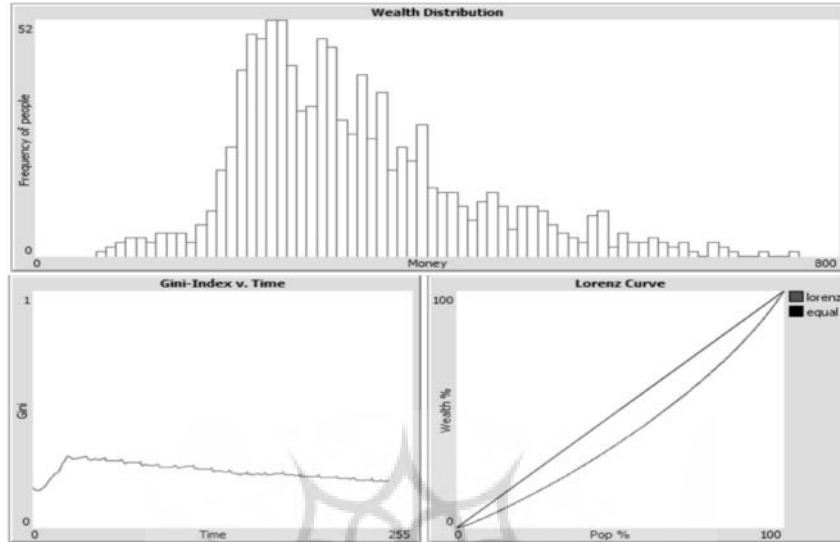 Wealth Distribution
52
Frequency of people
0
0
Money
800
Gini-Index v. Time
1
Gini
0
0
Time
255
Lorenz Curve
100
Wealth %
0
0
Pop %
100
lorenz
equal